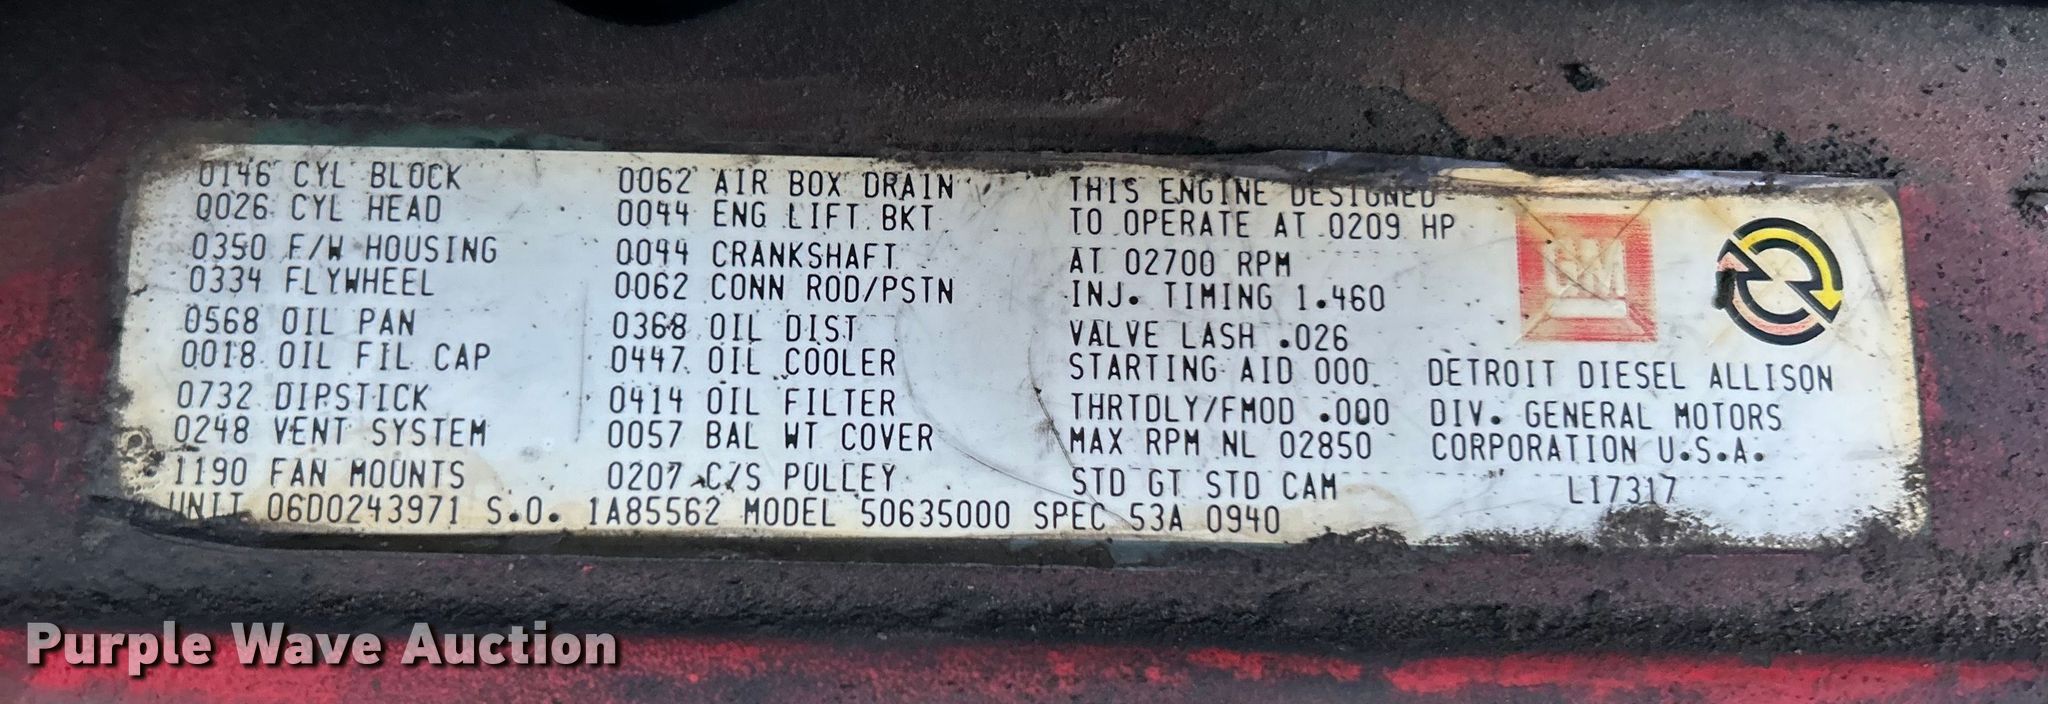 0146 CYL BLOCK
0026 CYL HEAD
0350 F/W HOUSING
0334 FLYWHEEL
0568 OIL PAN
0018 OIL FIL CAP
0732 DIPSTICK
0248 VENT SYSTEM
1190 FAN MOUNTS
0062 AIR BOX DRAIN
0044 ENG LIFT BKT
0044 CRANKSHAFT
0062 CONN ROD/PSTN
0368 OIL DIST
0447 OIL COOLER
0414 OIL FILTER
0057 BAL WT COVER
0207 C/S PULLEY
THIS ENGINE DESIGNED
TO OPERATE AT 0209 HP
AT 02700 RPM
INJ. TIMING 1.460
VALVE LASH .026
STARTING AID 000
THRTDLY/FMOD .000
MAX RPM NL 02850
STD GT STD CAM
GM
DETROIT DIESEL ALLISON
DIV. GENERAL MOTORS
CORPORATION U.S.A.
L17317
UNIT 06D0243971 S.O. 1A85562 MODEL 50635000 SPEC 53A 0940
Purple Wave Auction